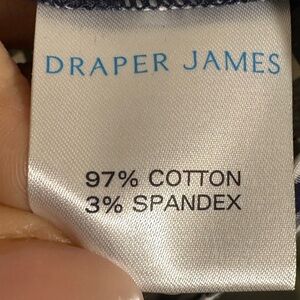 DRAPER JAMES
97% COTTON
3% SPANDEX